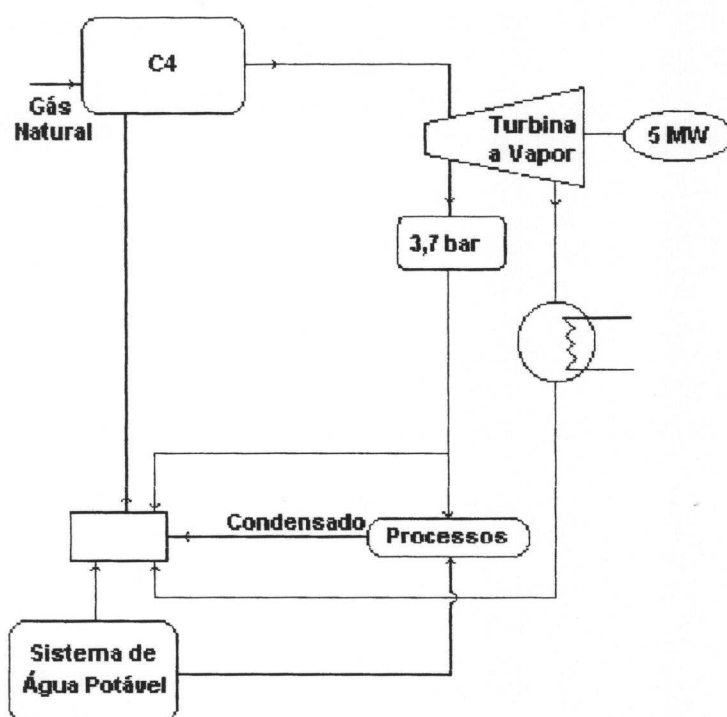 C4
Gás
Natural
Turbina
a Vapor
5 MW
3,7 bar
Condensado
Processos
Sistema de
Água Potável